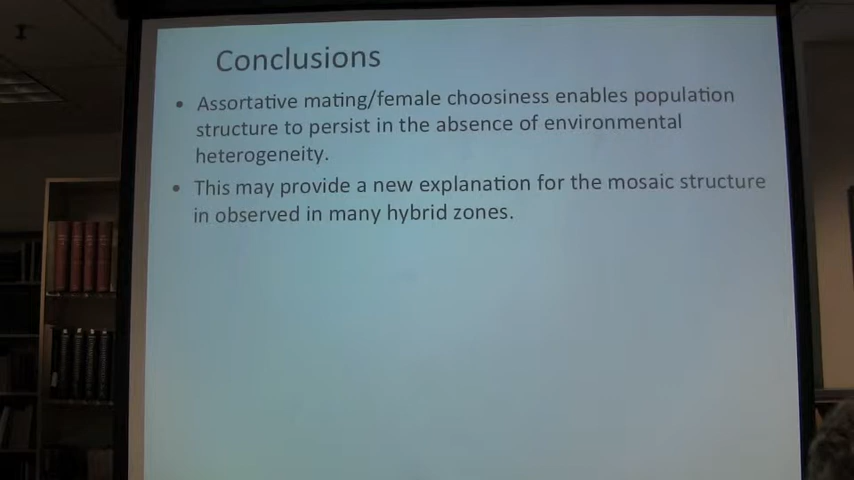 Conclusions
• Assortative mating/female choosiness enables population
structure to persist in the absence of environmental
heterogeneity.
• This may provide a new explanation for the mosaic structure
in observed in many hybrid zones.